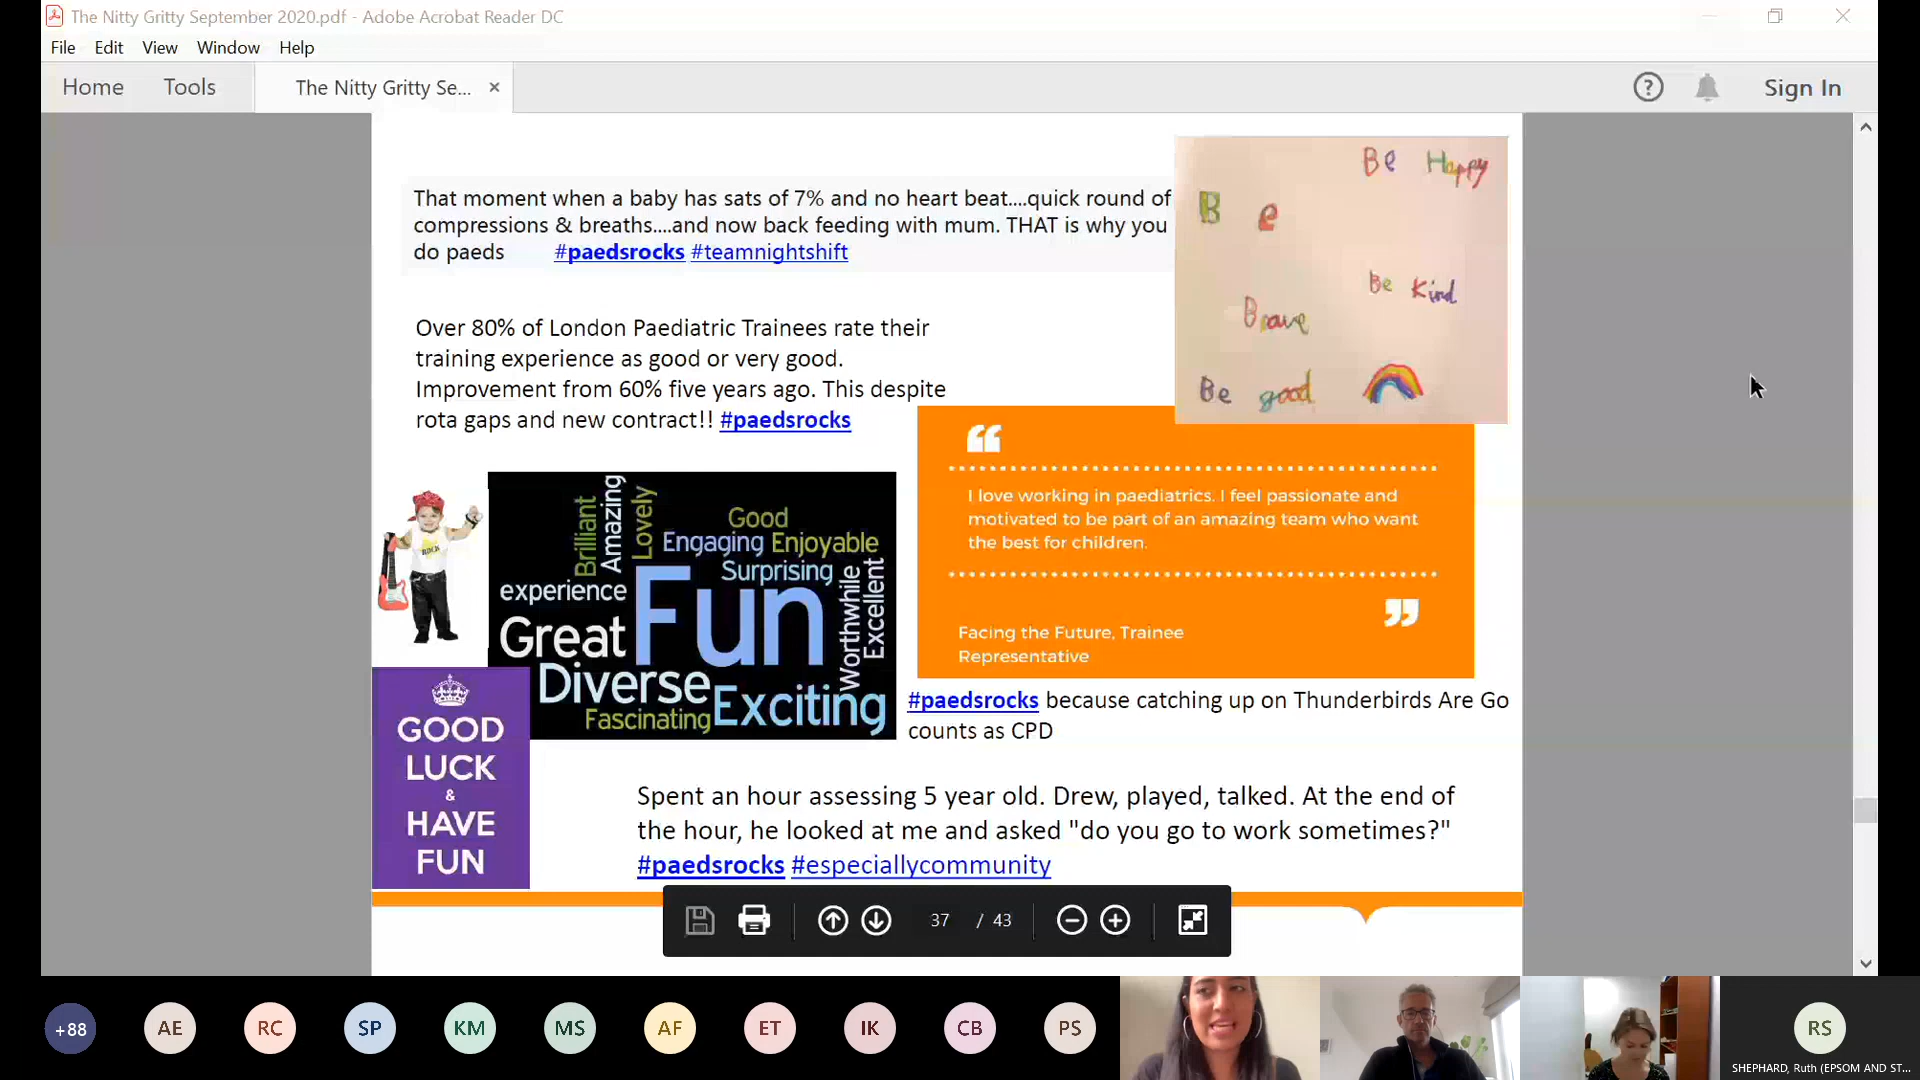 The Nitty Gritty September 2020.pdf - Adobe Acrobat Reader DC
File Edit View Window Help
Home Tools The Nitty Gritty Se... × ? Sign In
That moment when a baby has sats of 7% and no heart beat....quick round of
compressions & breaths....and now back feeding with mum. THAT is why you
do paeds #paedsrocks #teamnightshift
Be Happy
Be
Be Kind
Brave
Be good
Over 80% of London Paediatric Trainees rate their
training experience as good or very good.
Improvement from 60% five years ago. This despite
rota gaps and new contract!! #paedsrocks
“
I love working in paediatrics. I feel passionate and
motivated to be part of an amazing team who want
the best for children.
”
Facing the Future, Trainee
Representative
ROCK
Brilliant
Amazing
Lovely
Good
Engaging Enjoyable
Surprising
experience
Fun
Worthwhile
Excellent
Great
Diverse
Exciting
Fascinating
#paedsrocks because catching up on Thunderbirds Are Go
counts as CPD
GOOD
LUCK
&
HAVE
FUN
Spent an hour assessing 5 year old. Drew, played, talked. At the end of
the hour, he looked at me and asked "do you go to work sometimes?"
#paedsrocks #especiallycommunity
37 / 43
+88 AE RC SP KM MS AF ET IK CB PS RS
SHEPHARD, Ruth (EPSOM AND ST...